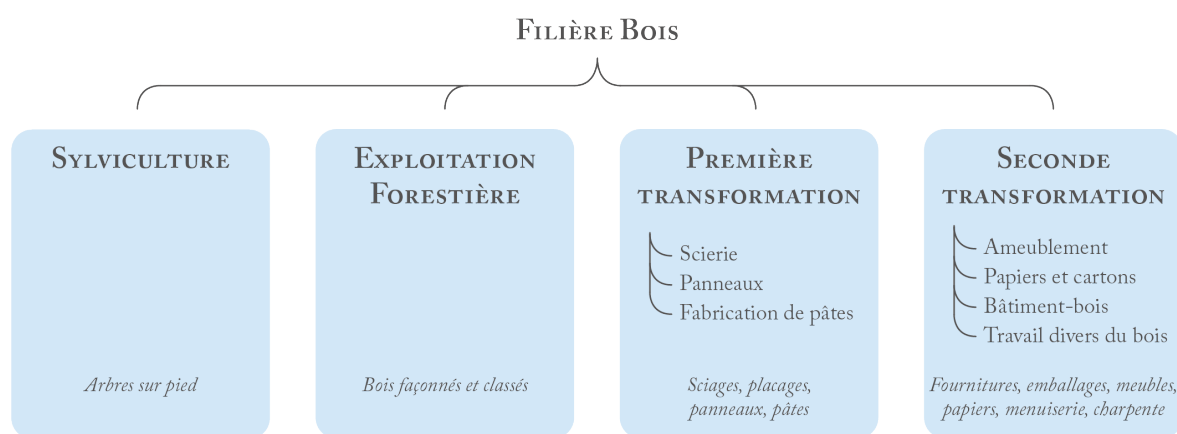 Filière Bois
Sylviculture
Arbres sur pied
Exploitation
Forestière
Bois façonnés et classés
Première
transformation
Scierie
Panneaux
Fabrication de pâtes
Sciages, placages,
panneaux, pâtes
Seconde
transformation
Ameublement
Papiers et cartons
Bâtiment-bois
Travail divers du bois
Fournitures, emballages, meubles,
papiers, menuiserie, charpente